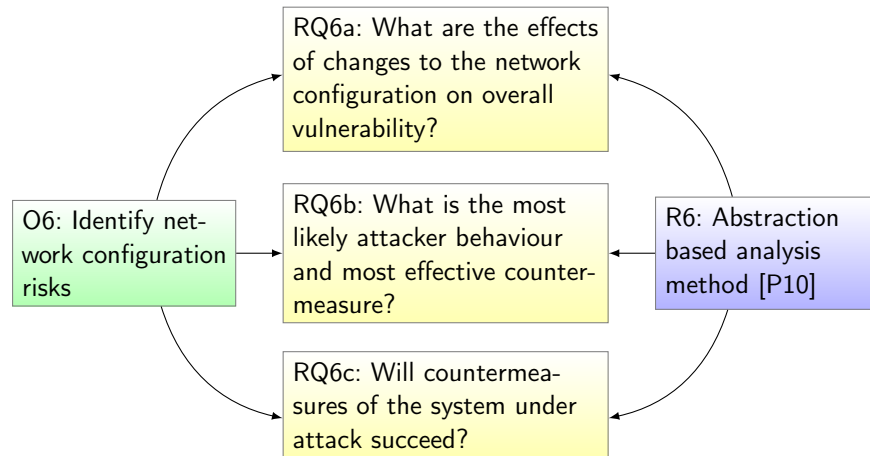 RQ6a: What are the effects
of changes to the network
configuration on overall
vulnerability?
O6: Identify net-
work configuration
risks
RQ6b: What is the most
likely attacker behaviour
and most effective counter-
measure?
R6: Abstraction
based analysis
method [P10]
RQ6c: Will countermea-
sures of the system under
attack succeed?